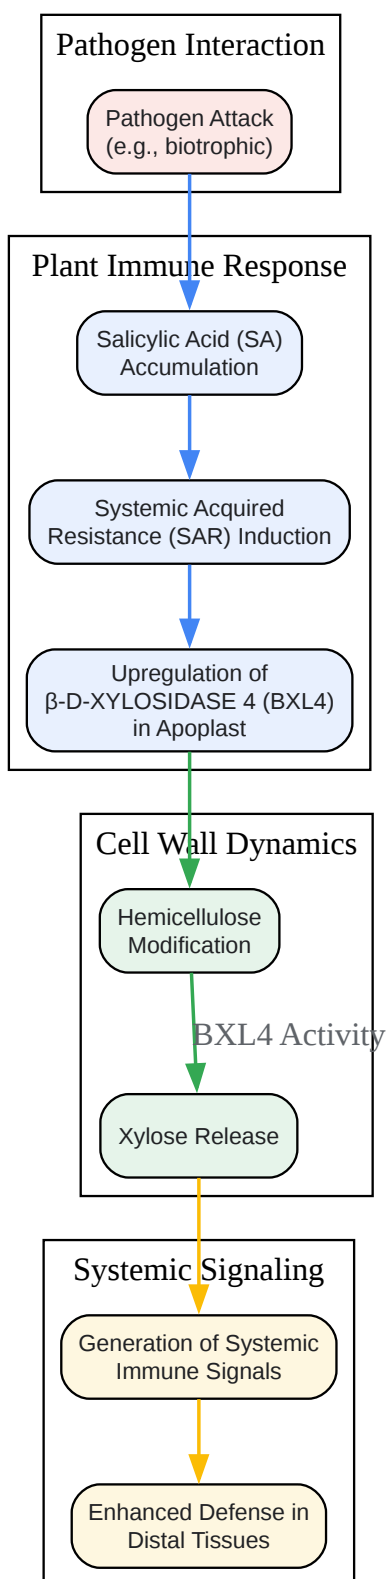 Pathogen Interaction
Pathogen Attack
(e.g., biotrophic)
Plant Immune Response
Salicylic Acid (SA)
Accumulation
Systemic Acquired
Resistance (SAR) Induction
Upregulation of
β-D-XYLOSIDASE 4 (BXL4)
in Apoplast
Cell Wall Dynamics
Hemicellulose
Modification
BXL4 Activity
Xylose Release
Systemic Signaling
Generation of Systemic
Immune Signals
Enhanced Defense in
Distal Tissues